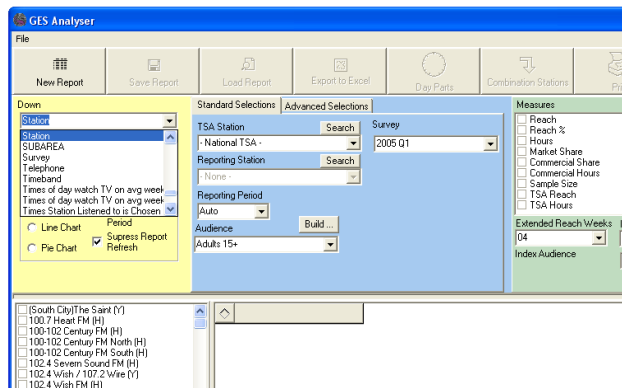 GES Analyser
File
New Report
Save Report
Load Report
Export to Excel
Day Parts
Combination Stations
Down
Station
Station
SUBAREA
Survey
Telephone
Timeband
Times of day watch TV on avg week
Times of day watch TV on avg week
Times Station Listened to is Chosen
Line Chart
Period
Pie Chart
Supress Report
Refresh
Standard Selections
Advanced Selections
TSA Station
Search
- National TSA -
Reporting Station
Search
- None -
Reporting Period
Auto
Build ...
Audience
Adults 15+
Survey
2005 Q1
Measures
Reach
Reach %
Hours
Market Share
Commercial Share
Commercial Hours
Sample Size
TSA Reach
TSA Hours
Extended Reach Weeks
04
Index Audience
(South City)The Saint (Y)
100.7 Heart FM (H)
100-102 Century FM (H)
100-102 Century FM North (H)
100-102 Century FM South (H)
102.4 Severn Sound FM (H)
102.4 Wish / 107.2 Wire (Y)
102.4 Wish FM (H)